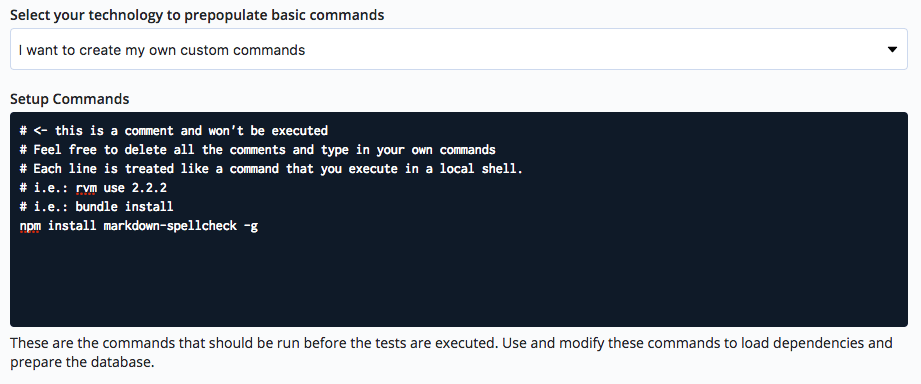 Select your technology to prepopulate basic commands
I want to create my own custom commands
Setup Commands
# <- this is a comment and won't be executed
# Feel free to delete all the comments and type in your own commands
# Each line is treated like a command that you execute in a local shell.
# i.e.: rvm use 2.2.2
# i.e.: bundle install
npm install markdown-spellcheck -g
These are the commands that should be run before the tests are executed. Use and modify these commands to load dependencies and
prepare the database.